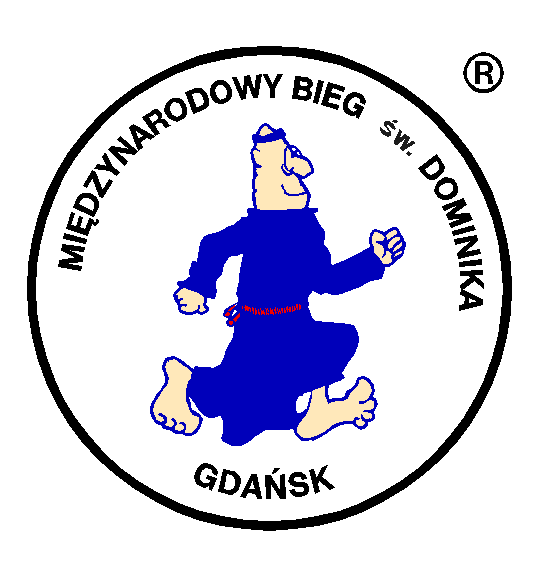 MIĘDZYNARODOWY BIEG św. DOMINIKA
GDAŃSK
®